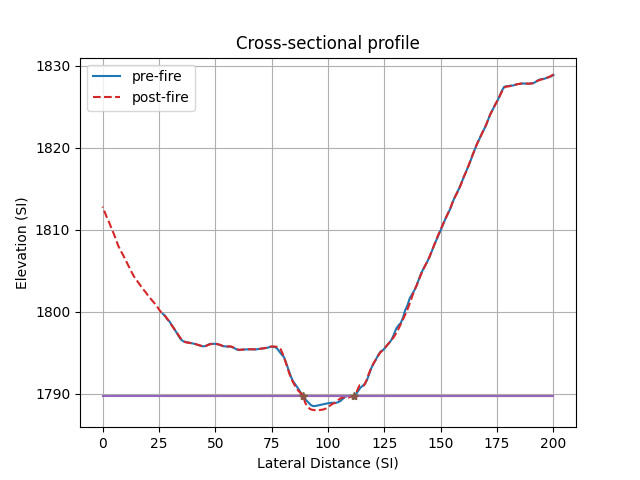 Cross-sectional profile
pre-fire
post-fire
Elevation (SI)
1830
1820
1810
1800
1790
0 25 50 75 100 125 150 175 200
Lateral Distance (SI)